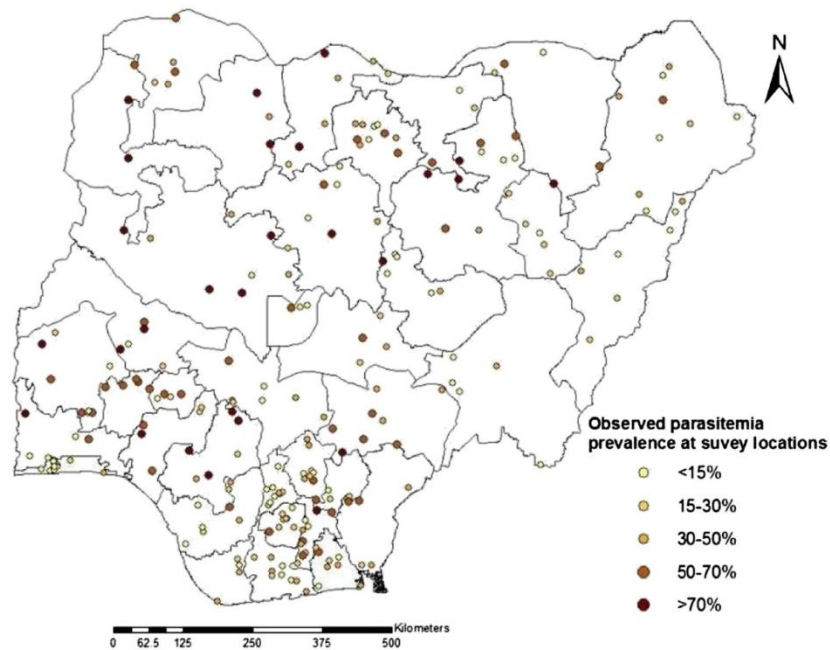 N
Observed parasitemia
prevalence at suvey locations
<15%
15-30%
30-50%
50-70%
>70%
Kilometers
0 62.5 125 250 375 500